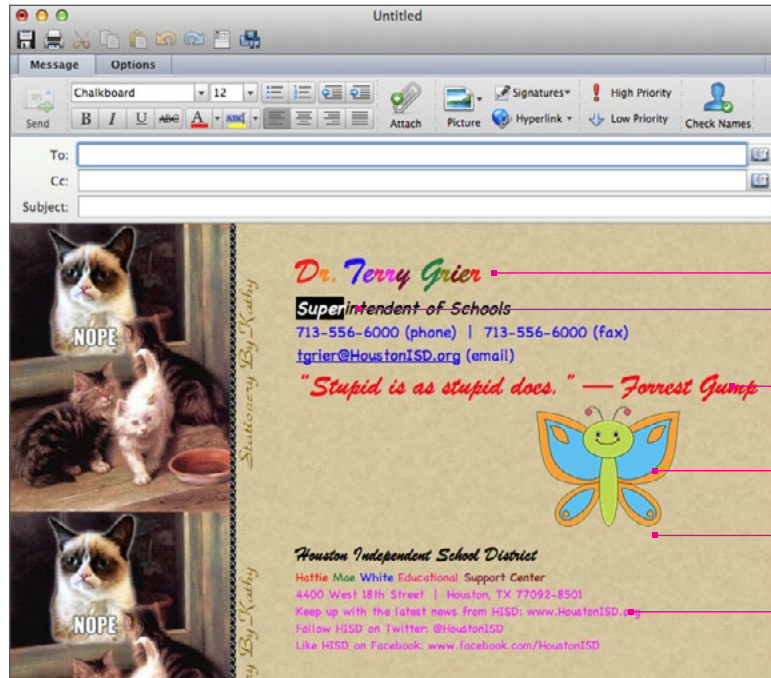 Untitled
Message Options
Chalkboard 12
Send B I U ABC A ABC Attach Picture Signatures Hyperlink High Priority Low Priority Check Names
To:
Cc:
Subject:
Dr. Terry Grier
Superintendent of Schools
713-556-6000 (phone) | 713-556-6000 (fax)
tgrier@HoustonISD.org (email)
“Stupid is as stupid does.” — Forrest Gump
NOPE
Stationery By Kathy
Houston Independent School District
Hattie Mae White Educational Support Center
4400 West 18th Street | Houston, TX 77092-8501
Keep up with the latest news from HISD: www.HoustonISD.org
Follow HISD on Twitter: @HoustonISD
Like HISD on Facebook: www.facebook.com/HoustonISD
NOPE
By Kathy